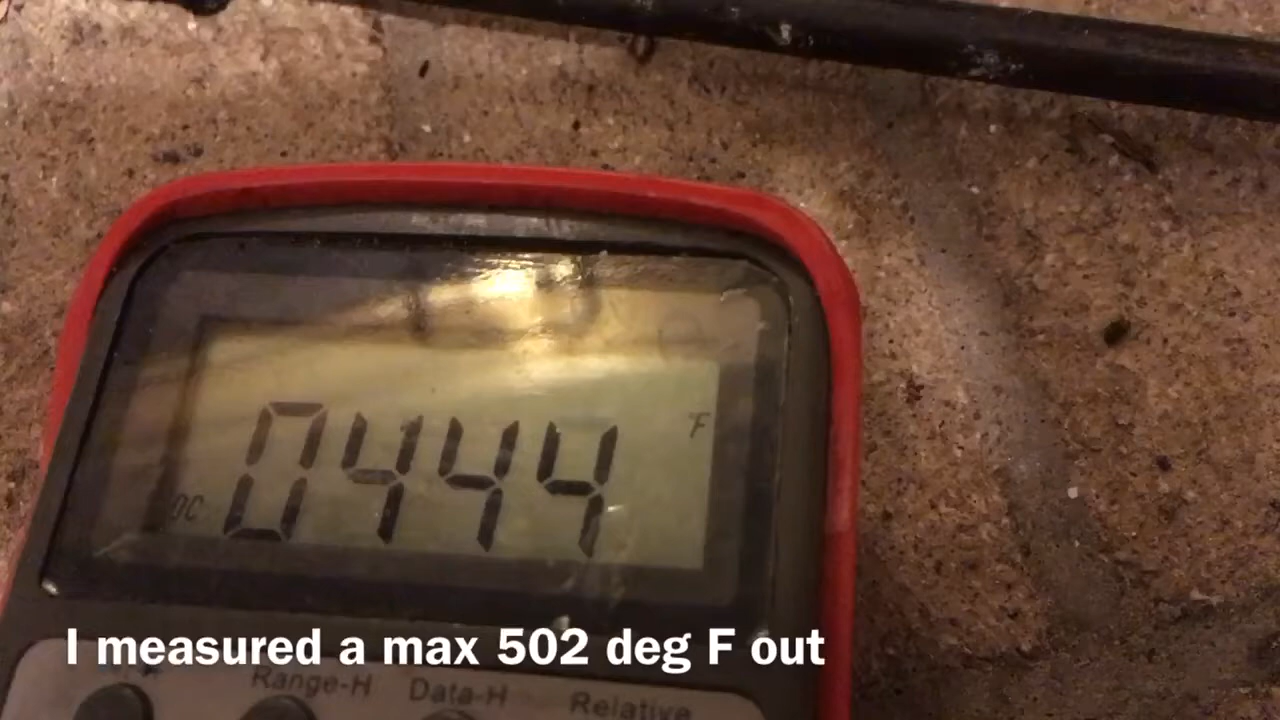 °F
0444
DC
I measured a max 502 deg F out
Range-H Data-H Relative